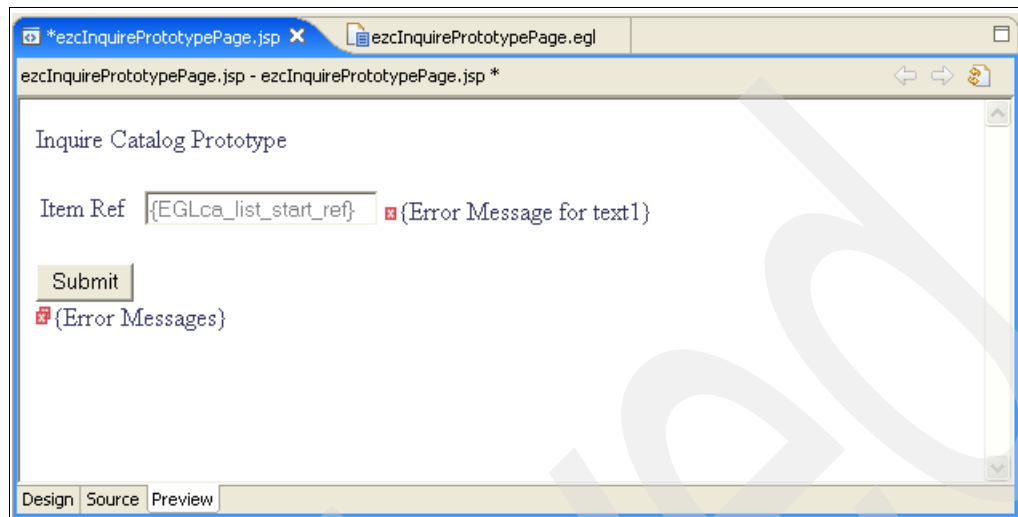 *ezcInquirePrototypePage.jsp ezcInquirePrototypePage.egl
ezcInquirePrototypePage.jsp - ezcInquirePrototypePage.jsp *
Inquire Catalog Prototype
Item Ref {EGLca_list_start_ref} {Error Message for text1}
Submit
{Error Messages}
Design Source Preview